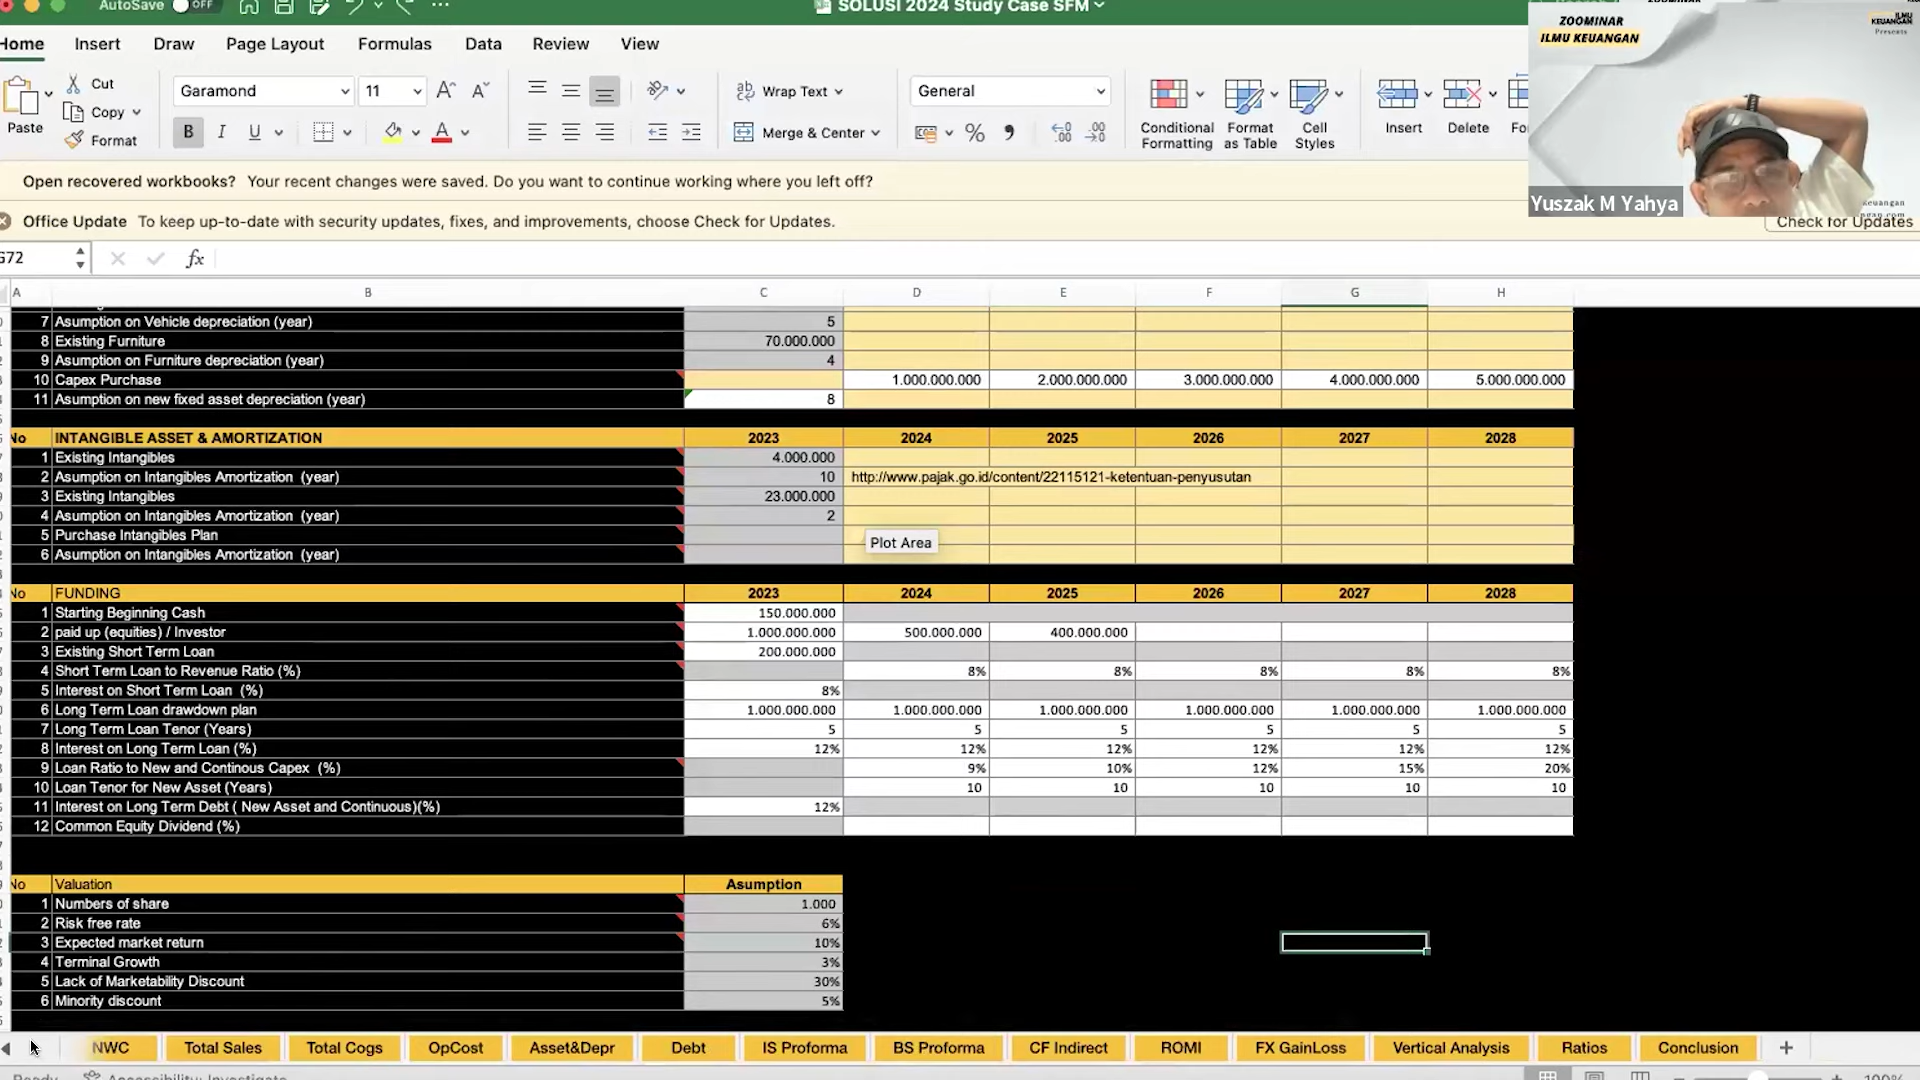 AutoSave OFF SOLUSI 2024 Study Case SFM
Home Insert Draw Page Layout Formulas Data Review View
Paste Cut Copy Format
Garamond 11
B I U
Wrap Text
Merge & Center
General
Conditional Formatting Format as Table Cell Styles Insert Delete
Open recovered workbooks? Your recent changes were saved. Do you want to continue working where you left off?
Office Update To keep up-to-date with security updates, fixes, and improvements, choose Check for Updates.
Check for Updates
ZOOMINAR
ILMU KEUANGAN
ILMU
KEUANGAN
Presents
Yuszak M Yahya
G72 fx
A B C D E F G H
7 Asumption on Vehicle depreciation (year) 5
8 Existing Furniture 70.000.000
9 Asumption on Furniture depreciation (year) 4
10 Capex Purchase 1.000.000.000 2.000.000.000 3.000.000.000 4.000.000.000 5.000.000.000
11 Asumption on new fixed asset depreciation (year) 8
No INTANGIBLE ASSET & AMORTIZATION 2023 2024 2025 2026 2027 2028
1 Existing Intangibles 4.000.000
2 Asumption on Intangibles Amortization (year) 10 http://www.pajak.go.id/content/22115121-ketentuan-penyusutan
3 Existing Intangibles 23.000.000
4 Asumption on Intangibles Amortization (year) 2
5 Purchase Intangibles Plan
6 Asumption on Intangibles Amortization (year)
Plot Area
No FUNDING 2023 2024 2025 2026 2027 2028
1 Starting Beginning Cash 150.000.000
2 paid up (equities) / Investor 1.000.000.000 500.000.000 400.000.000
3 Existing Short Term Loan 200.000.000
4 Short Term Loan to Revenue Ratio (%) 8% 8% 8% 8% 8%
5 Interest on Short Term Loan (%) 8%
6 Long Term Loan drawdown plan 1.000.000.000 1.000.000.000 1.000.000.000 1.000.000.000 1.000.000.000 1.000.000.000
7 Long Term Loan Tenor (Years) 5 5 5 5 5 5
8 Interest on Long Term Loan (%) 12% 12% 12% 12% 12% 12%
9 Loan Ratio to New and Continous Capex (%) 9% 10% 12% 15% 20%
10 Loan Tenor for New Asset (Years) 10 10 10 10 10
11 Interest on Long Term Debt ( New Asset and Continuous)(%) 12%
12 Common Equity Dividend (%)
No Valuation Asumption
1 Numbers of share 1.000
2 Risk free rate 6%
3 Expected market return 10%
4 Terminal Growth 3%
5 Lack of Marketability Discount 30%
6 Minority discount 5%
NWC Total Sales Total Cogs OpCost Asset&Depr Debt IS Proforma BS Proforma CF Indirect ROMI FX GainLoss Vertical Analysis Ratios Conclusion